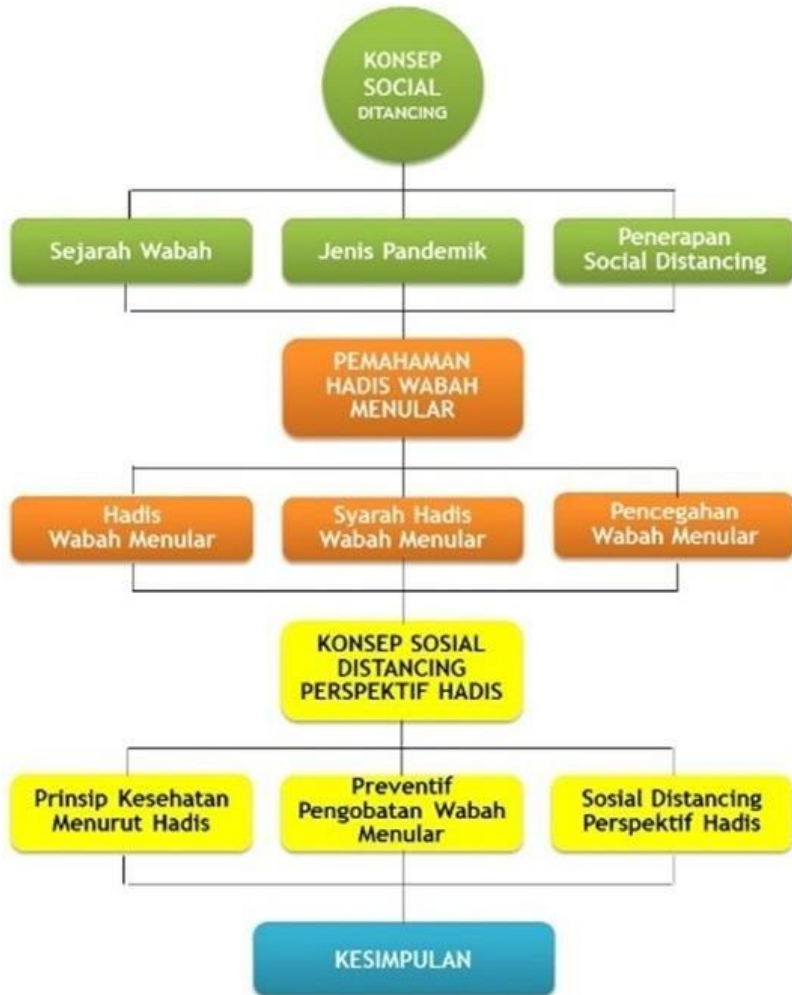 KONSEP
SOCIAL
DITANCING
Sejarah Wabah
Jenis Pandemik
Penerapan
Social Distancing
PEMAHAMAN
HADIS WABAH
MENULAR
Hadis
Wabah Menular
Syarah Hadis
Wabah Menular
Pencegahan
Wabah Menular
KONSEP SOSIAL
DISTANCING
PERSPEKTIF HADIS
Prinsip Kesehatan
Menurut Hadis
Preventif
Pengobatan Wabah
Menular
Sosial Distancing
Perspektif Hadis
KESIMPULAN